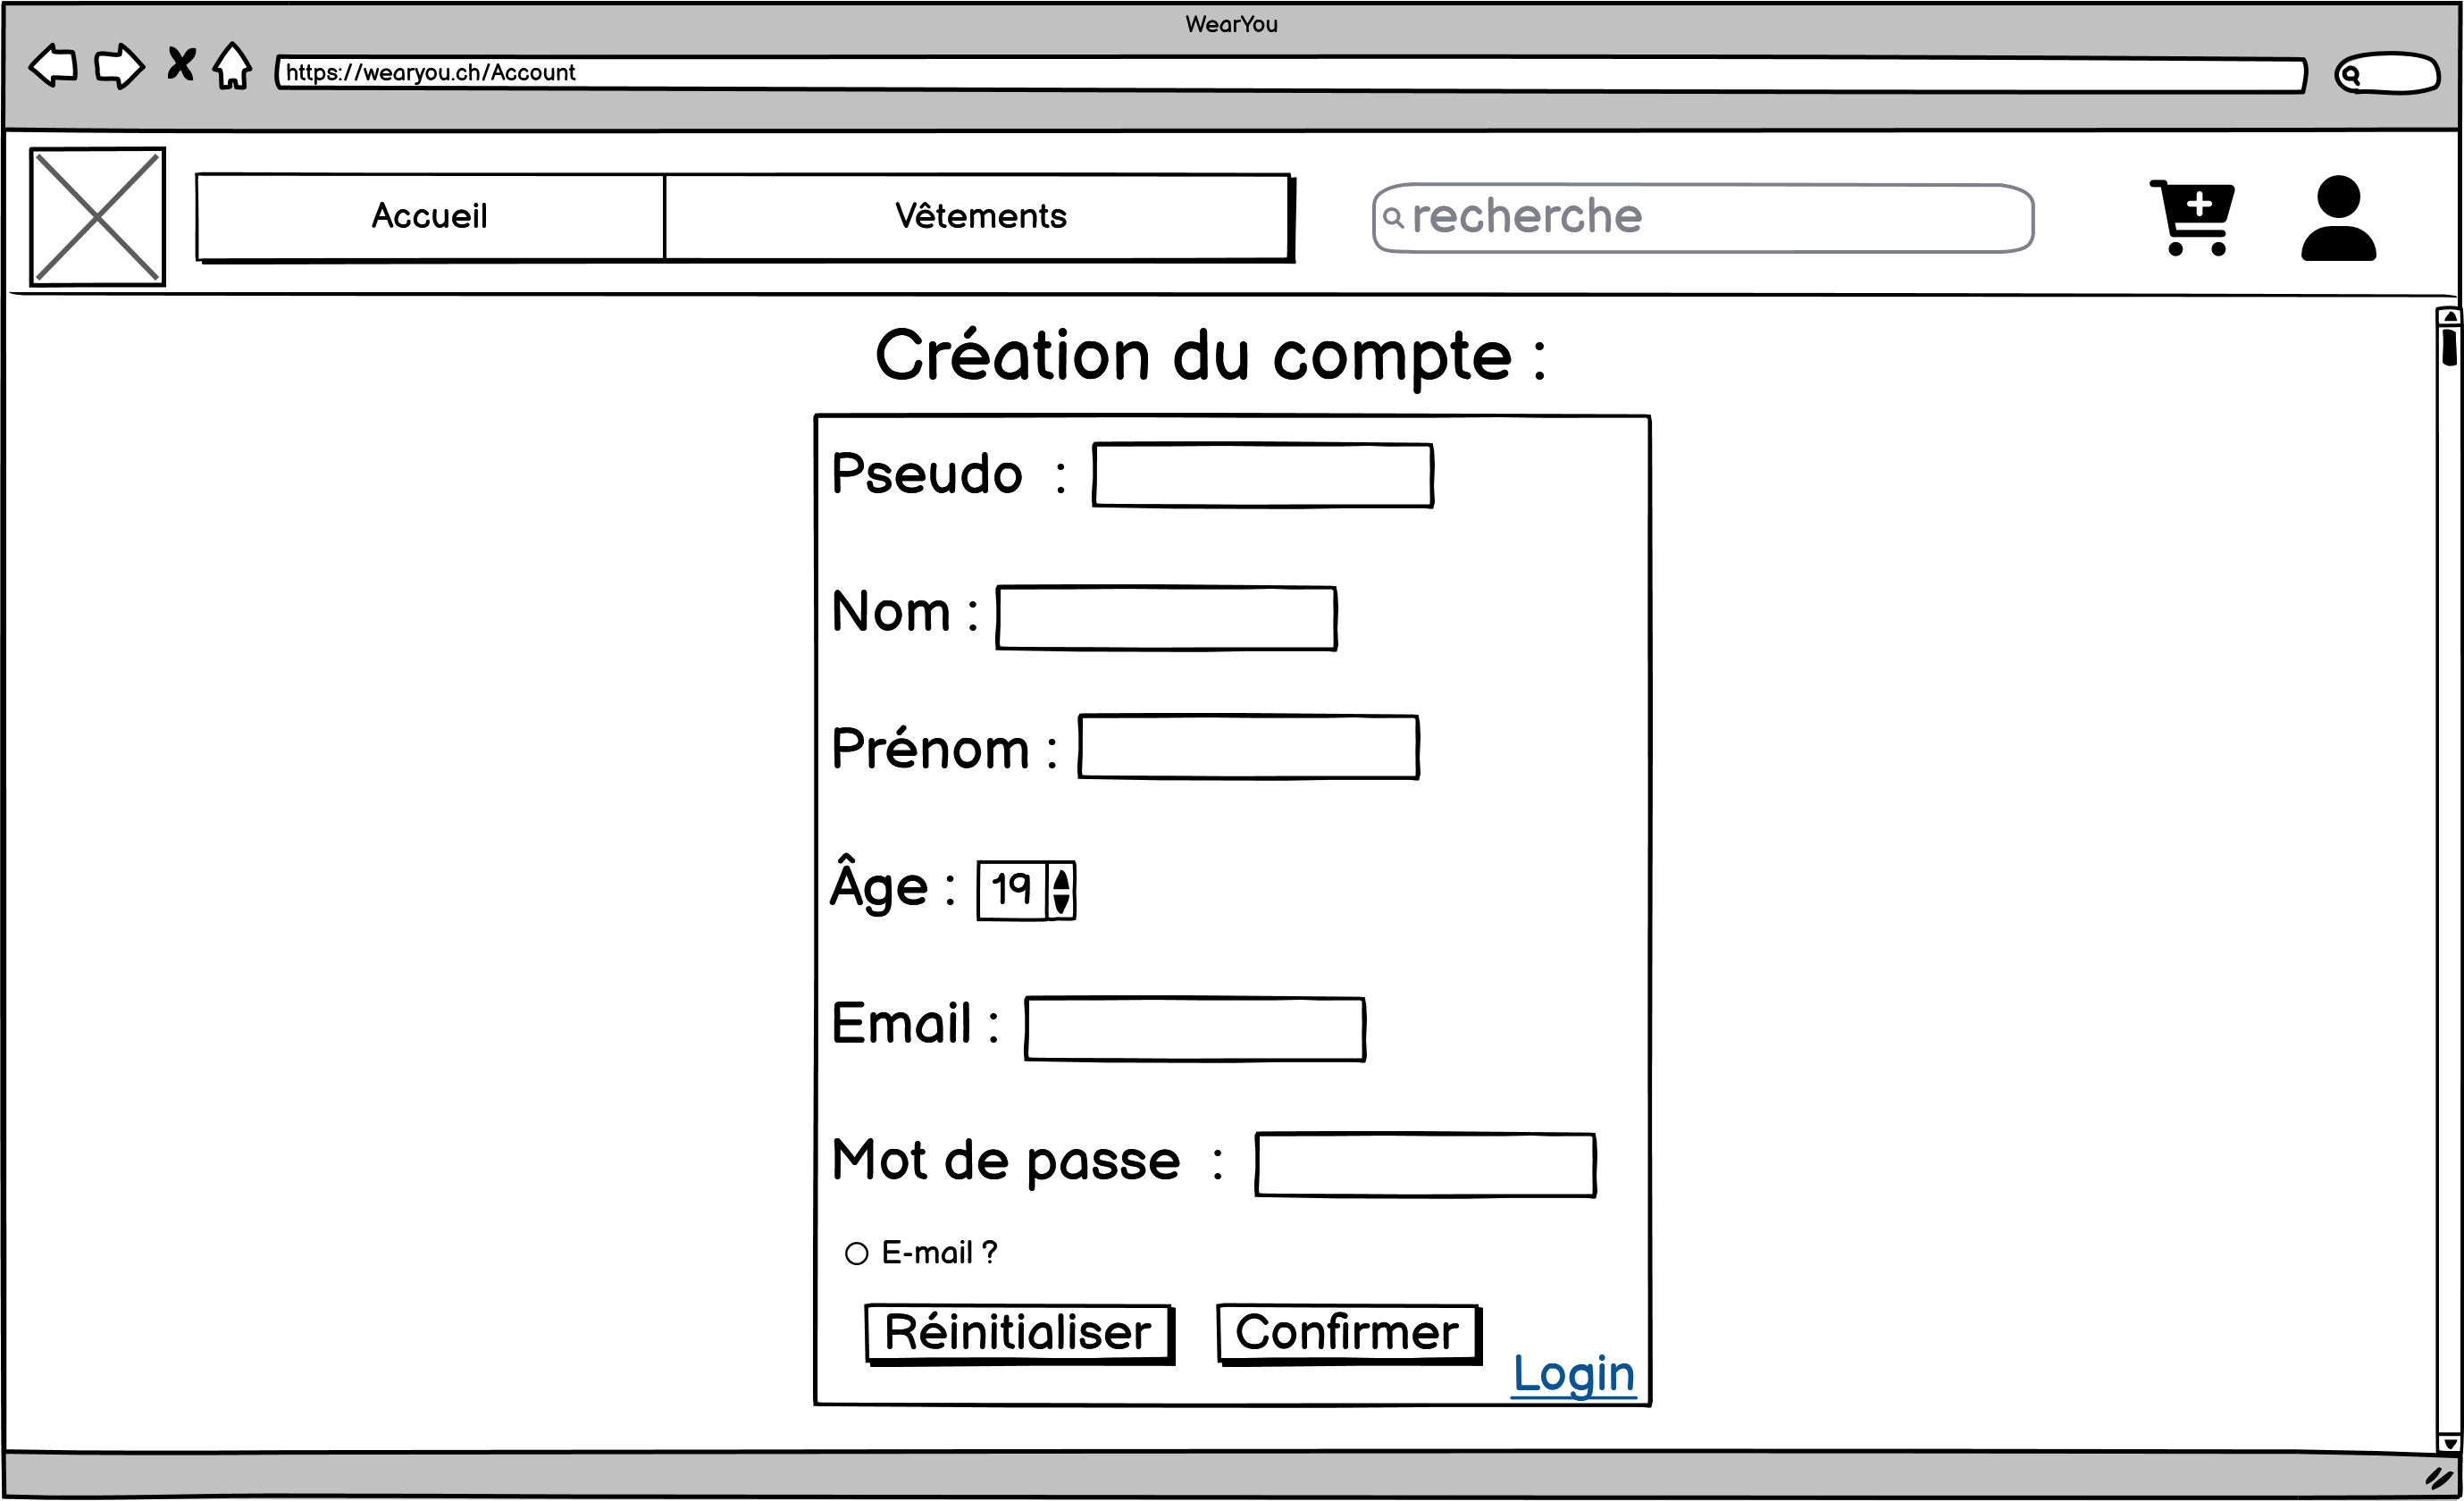 WearYou
https://wearyou.ch/Account
Accueil Vêtements recherche
Création du compte :
Pseudo :
Nom :
Prénom :
Âge : 19
Email :
Mot de passe :
E-mail ?
Réinitialiser Confirmer
Login